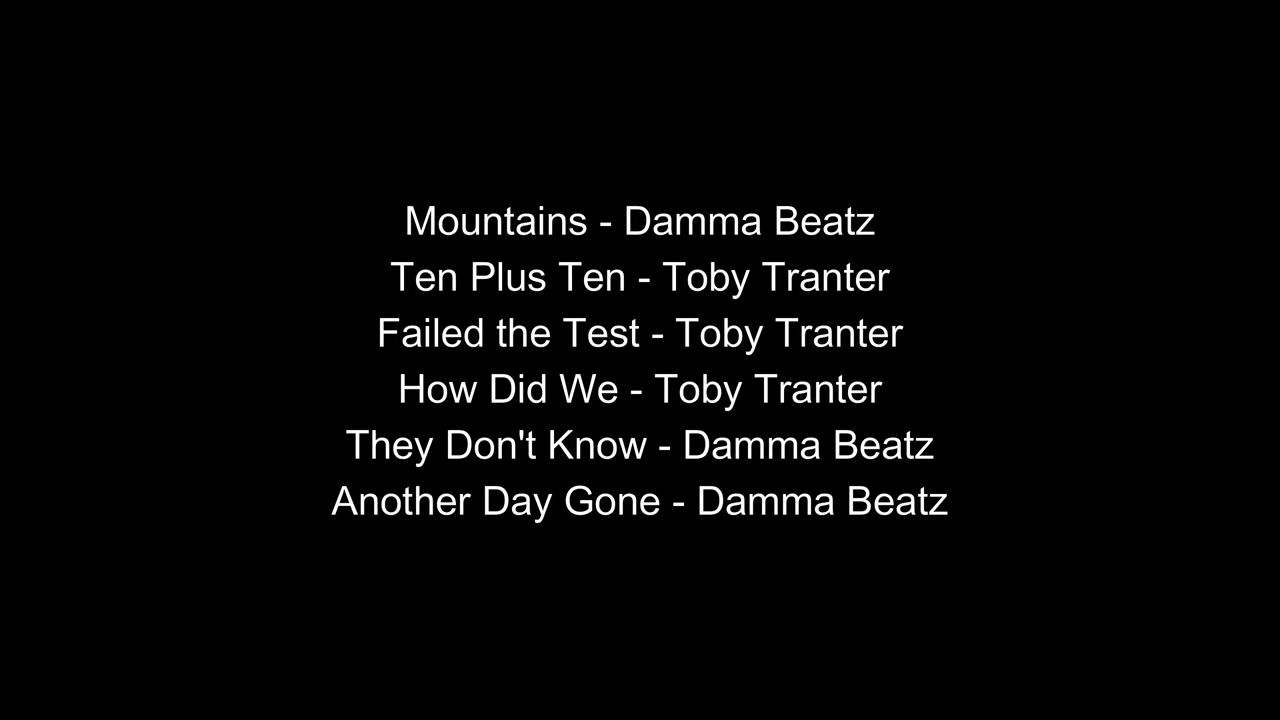 Mountains - Damma Beatz
Ten Plus Ten - Toby Tranter
Failed the Test - Toby Tranter
How Did We - Toby Tranter
They Don't Know - Damma Beatz
Another Day Gone - Damma Beatz